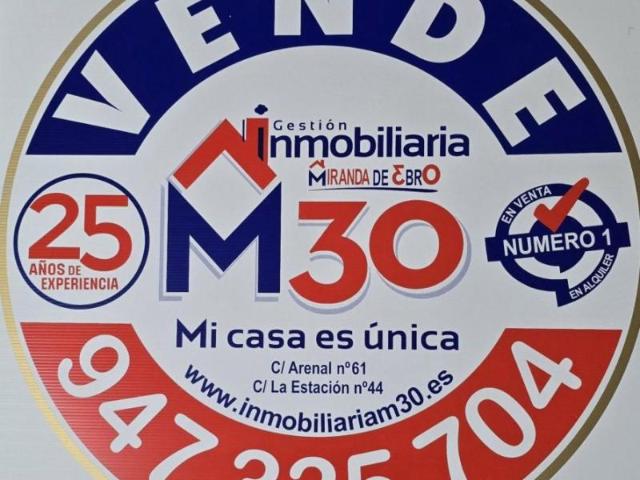 VENDE
Gestión
inmobiliaria
MIRANDA DE EBRO
M30
25
AÑOS DE
EXPERIENCIA
EN VENTA
NUMERO 1
EN ALQUILER
Mi casa es única
C/ Arenal nº61
C/ La Estación nº44
www.inmobiliariam30.es
947 325 704